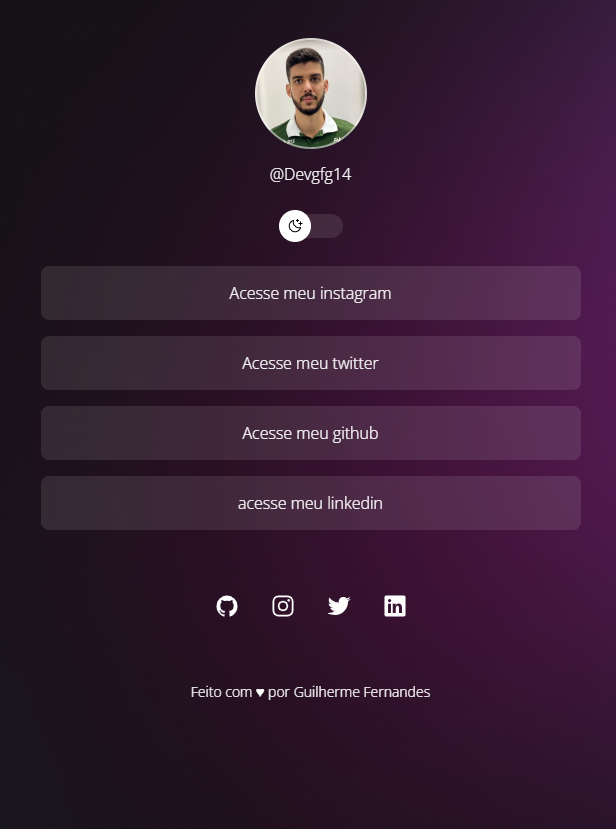 @Devgfg14
Acesse meu instagram
Acesse meu twitter
Acesse meu github
acesse meu linkedin
Feito com ♥ por Guilherme Fernandes